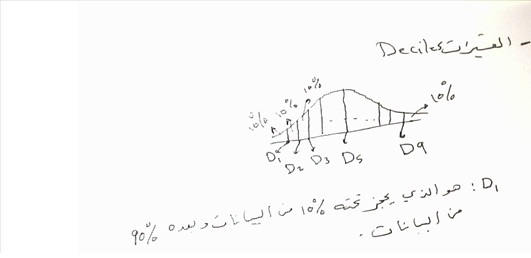 - العشيرات Deciles
10% 10% 10% 10%
D1 D2 D3 D5 D9
D1: هو الذي يحجز تحته 10% من البيانات وبعده 90%
من البيانات.